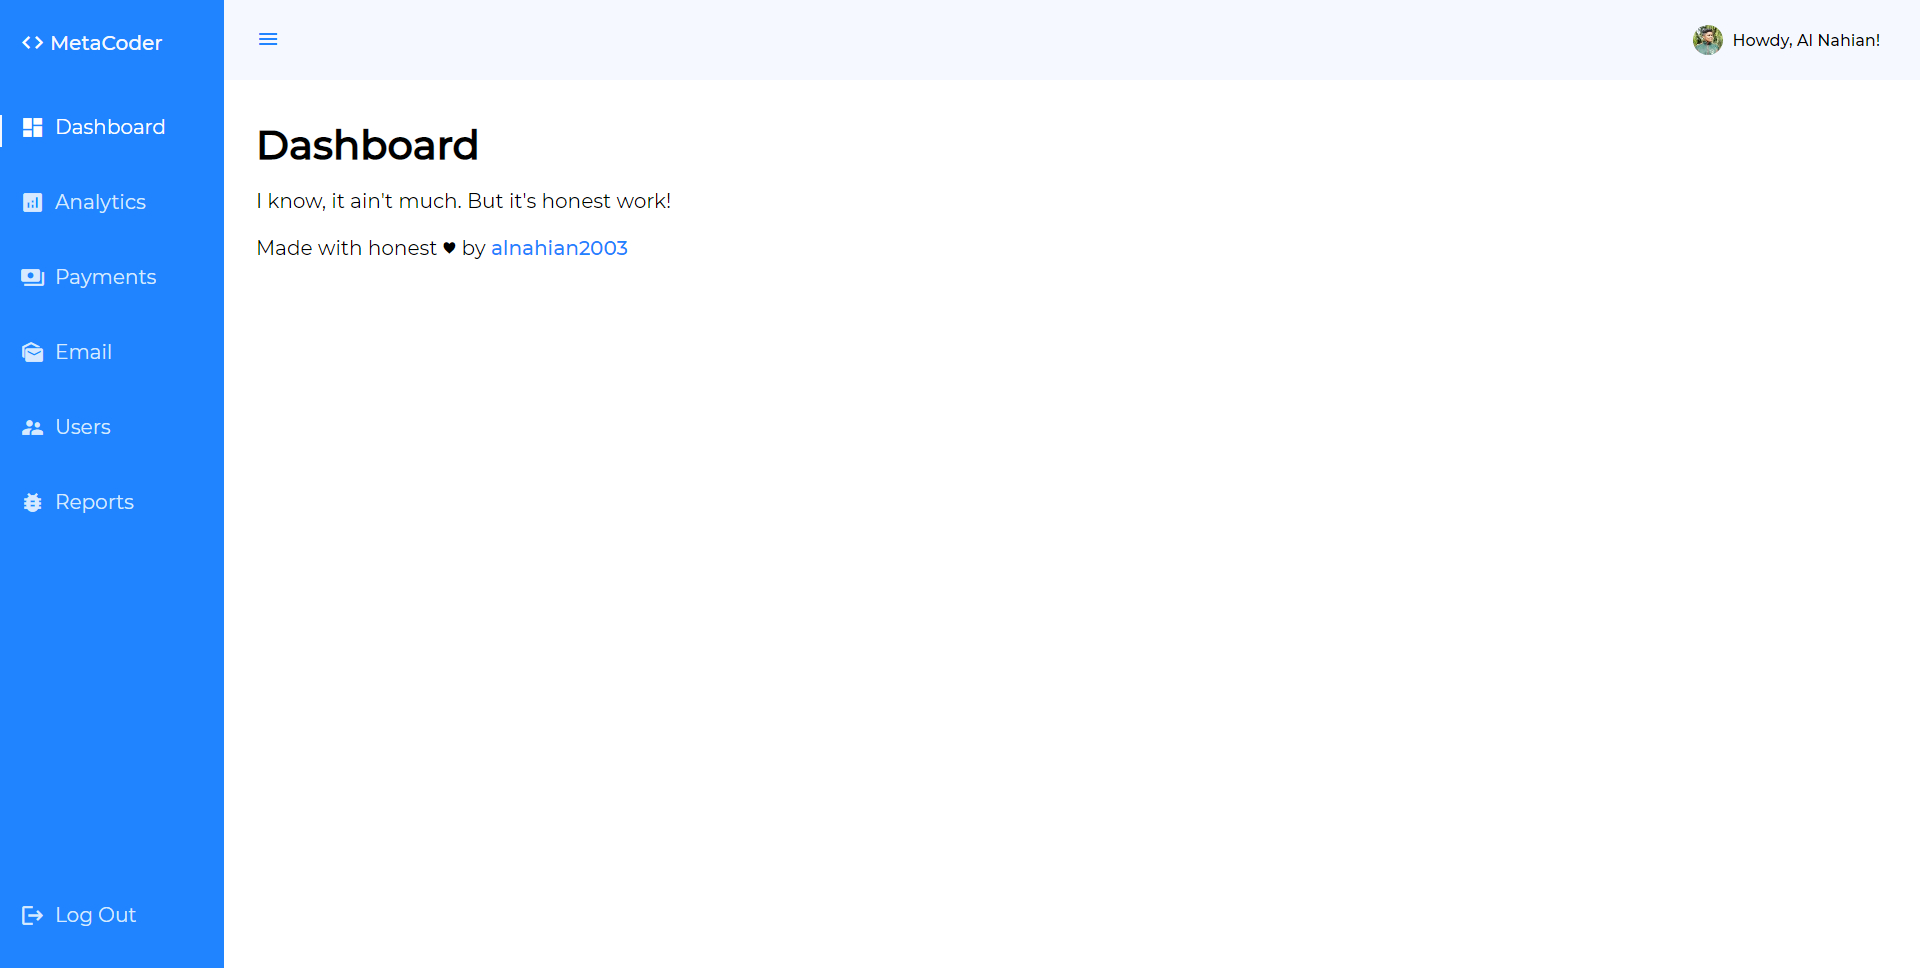 MetaCoder
Dashboard
Analytics
Payments
Email
Users
Reports
Log Out
Howdy, Al Nahian!
Dashboard
I know, it ain't much. But it's honest work!
Made with honest ♥ by alnahian2003